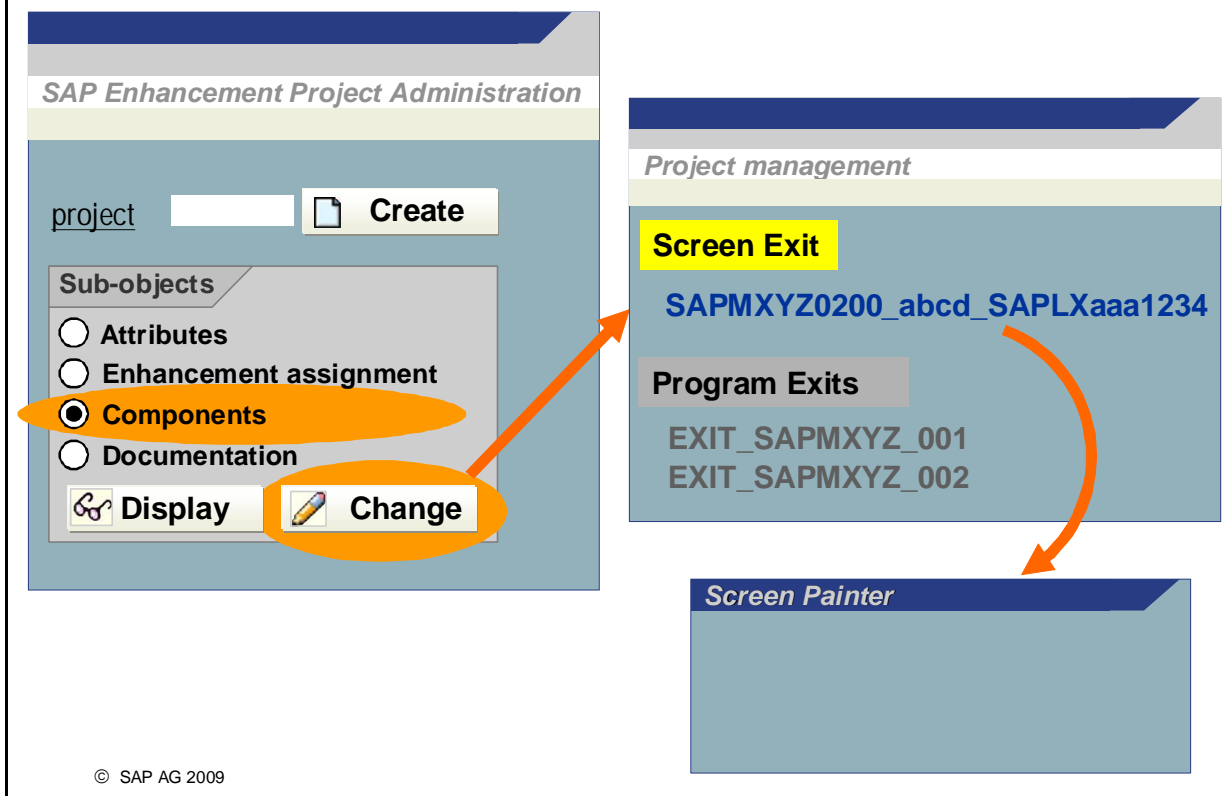 SAP Enhancement Project Administration
project
Create
Sub-objects
Attributes
Enhancement assignment
Components
Documentation
Display
Change
Project management
Screen Exit
SAPMXYZ0200_abcd_SAPLXaaa1234
Program Exits
EXIT_SAPMXYZ_001
EXIT_SAPMXYZ_002
Screen Painter
© SAP AG 2009